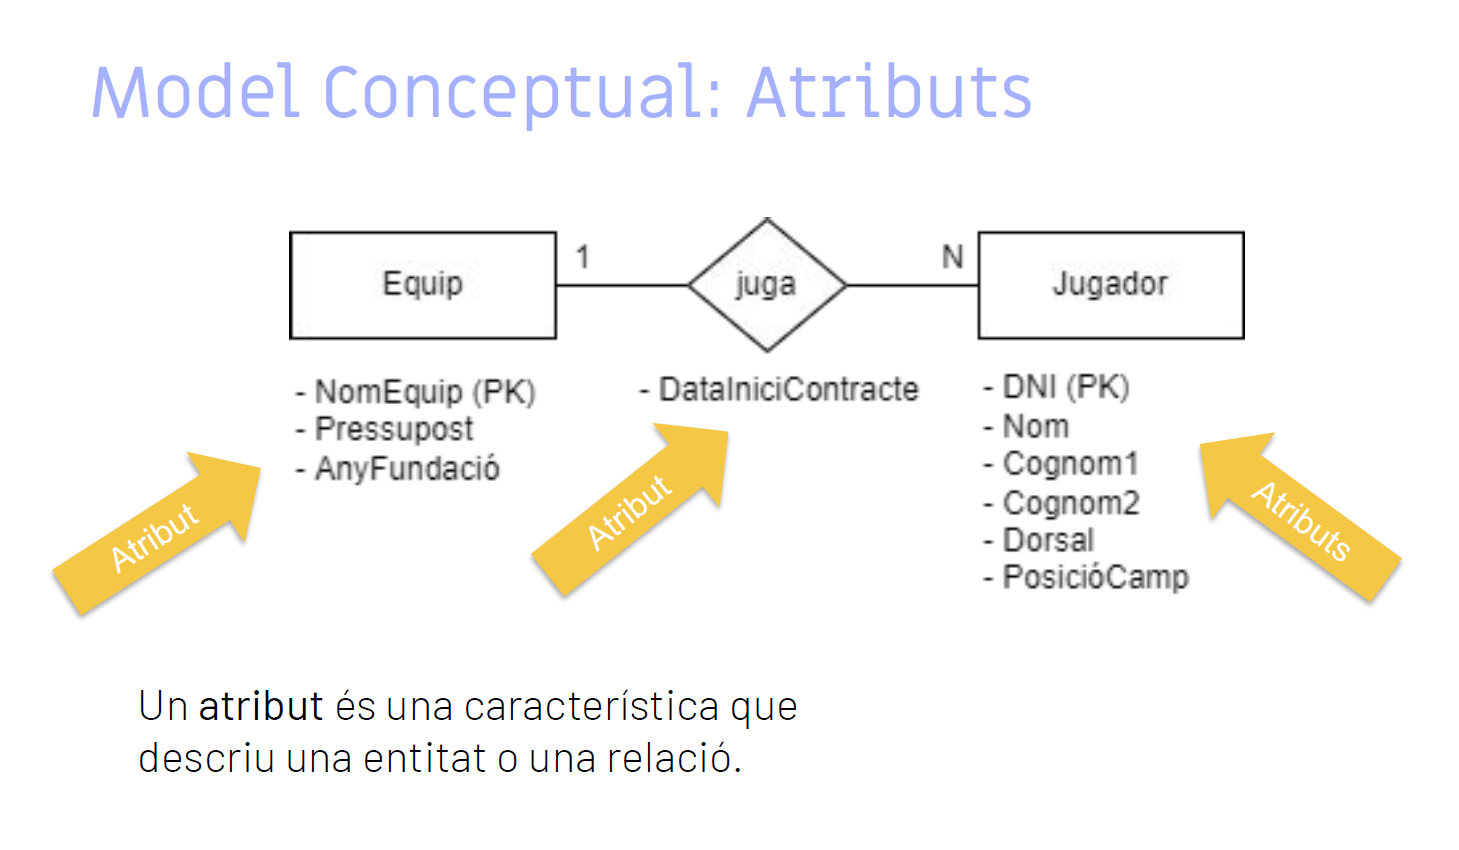 Model Conceptual: Atributs
Equip
1
juga
N
Jugador
- NomEquip (PK)
- Pressupost
- AnyFundació
- DataIniciContracte
- DNI (PK)
- Nom
- Cognom1
- Cognom2
- Dorsal
- PosicióCamp
Atribut
Atribut
Atributs
Un atribut és una característica que
descriu una entitat o una relació.